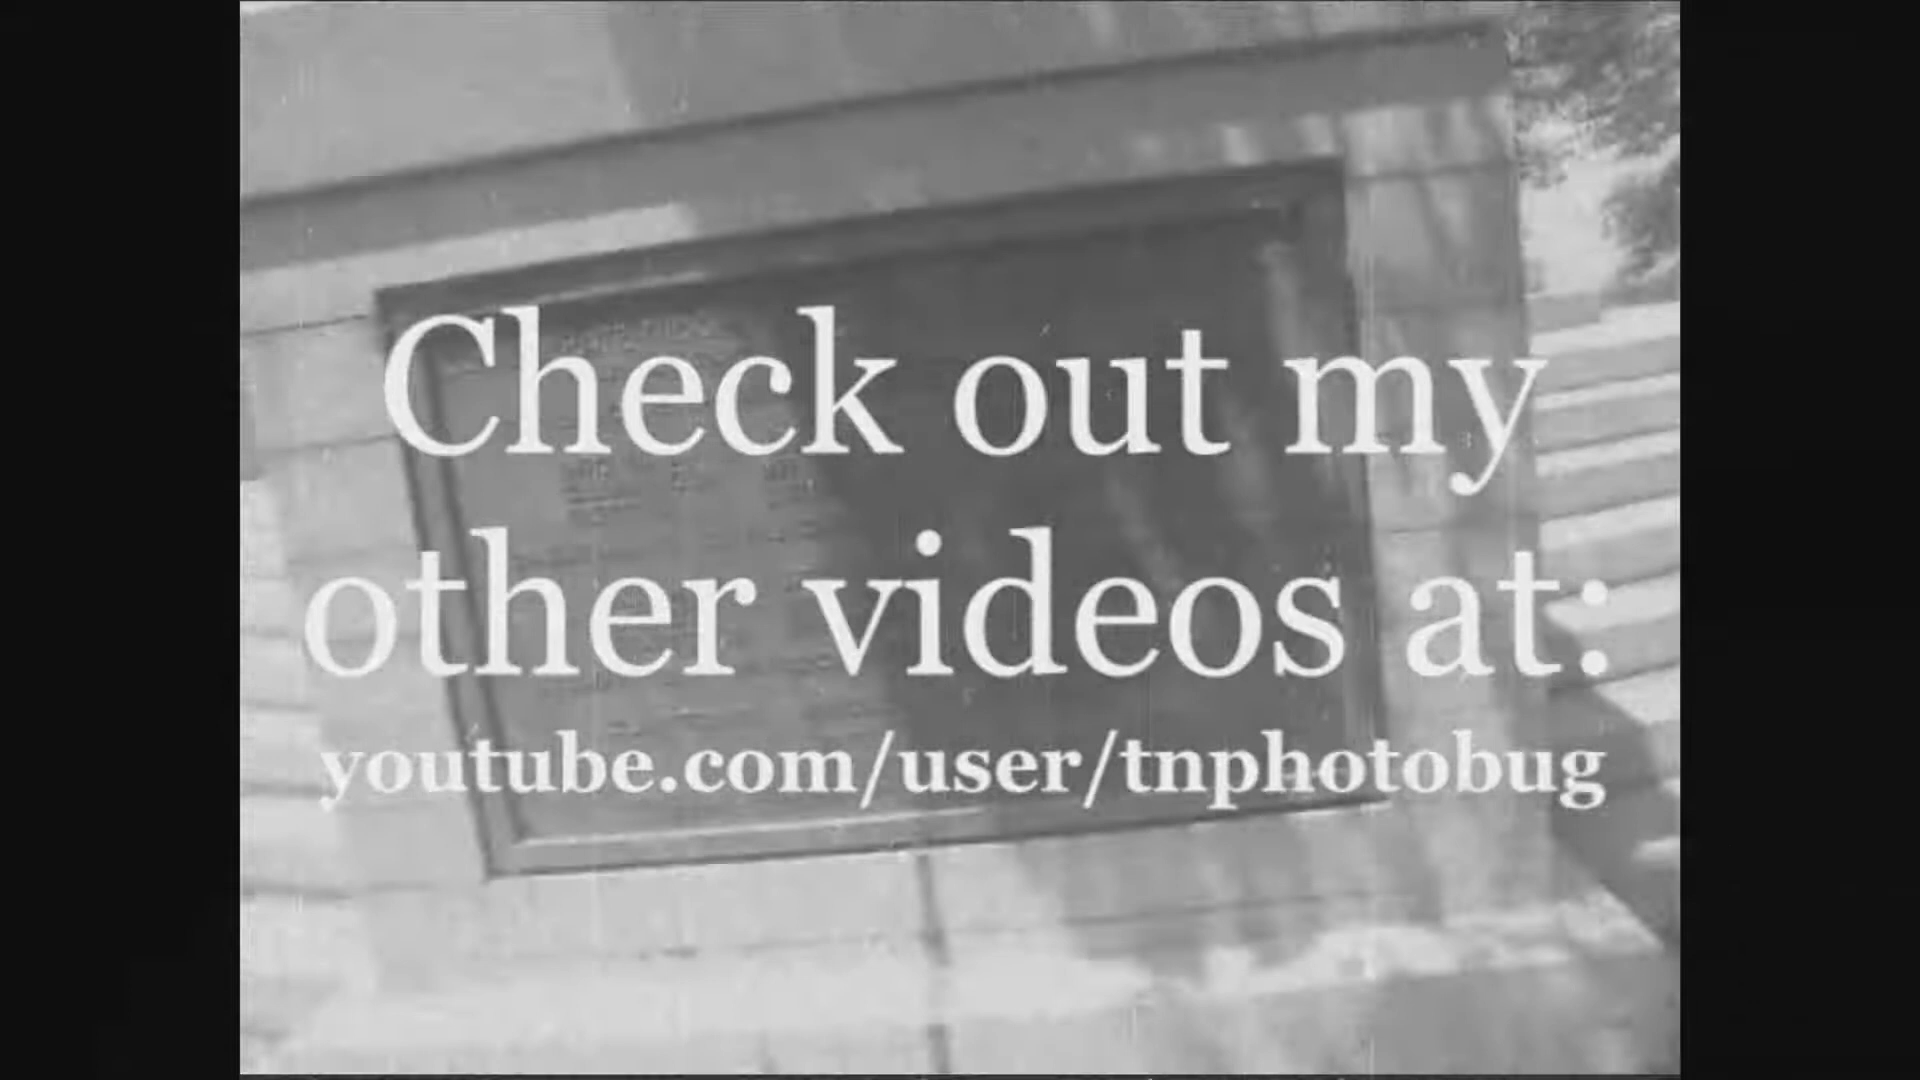 Check out my
other videos at:
youtube.com/user/tnphotobug